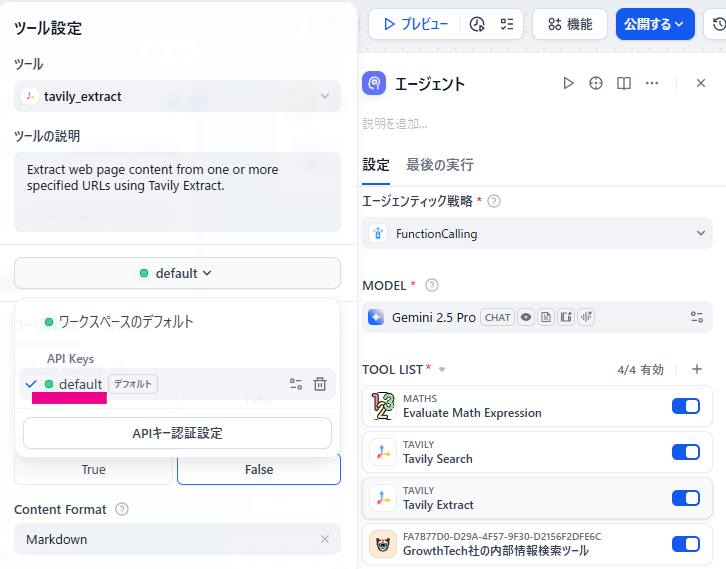 ツール設定
ツール
tavily_extract
ツールの説明
Extract web page content from one or more
specified URLs using Tavily Extract.
default
ワークスペースのデフォルト
API Keys
default デフォルト
APIキー認証設定
True False
Content Format
Markdown
プレビュー
機能
公開する
エージェント
説明を追加...
設定 最後の実行
エージェンティック戦略 *
FunctionCalling
MODEL *
Gemini 2.5 Pro CHAT
TOOL LIST * 4/4 有効
MATHS
Evaluate Math Expression
TAVILY
Tavily Search
TAVILY
Tavily Extract
FA7B77D0-D29A-4F57-9F30-D2156F2DFE6C
GrowthTech社の内部情報検索ツール